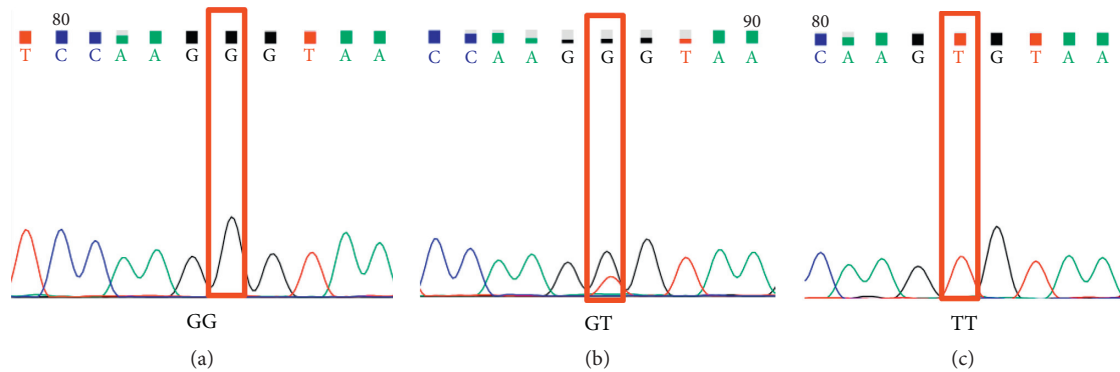 80
T C C A A G G G T A A
GG
(a)
90
C C A A G G G T A A
GT
(b)
80
C A A G T G T A A
TT
(c)